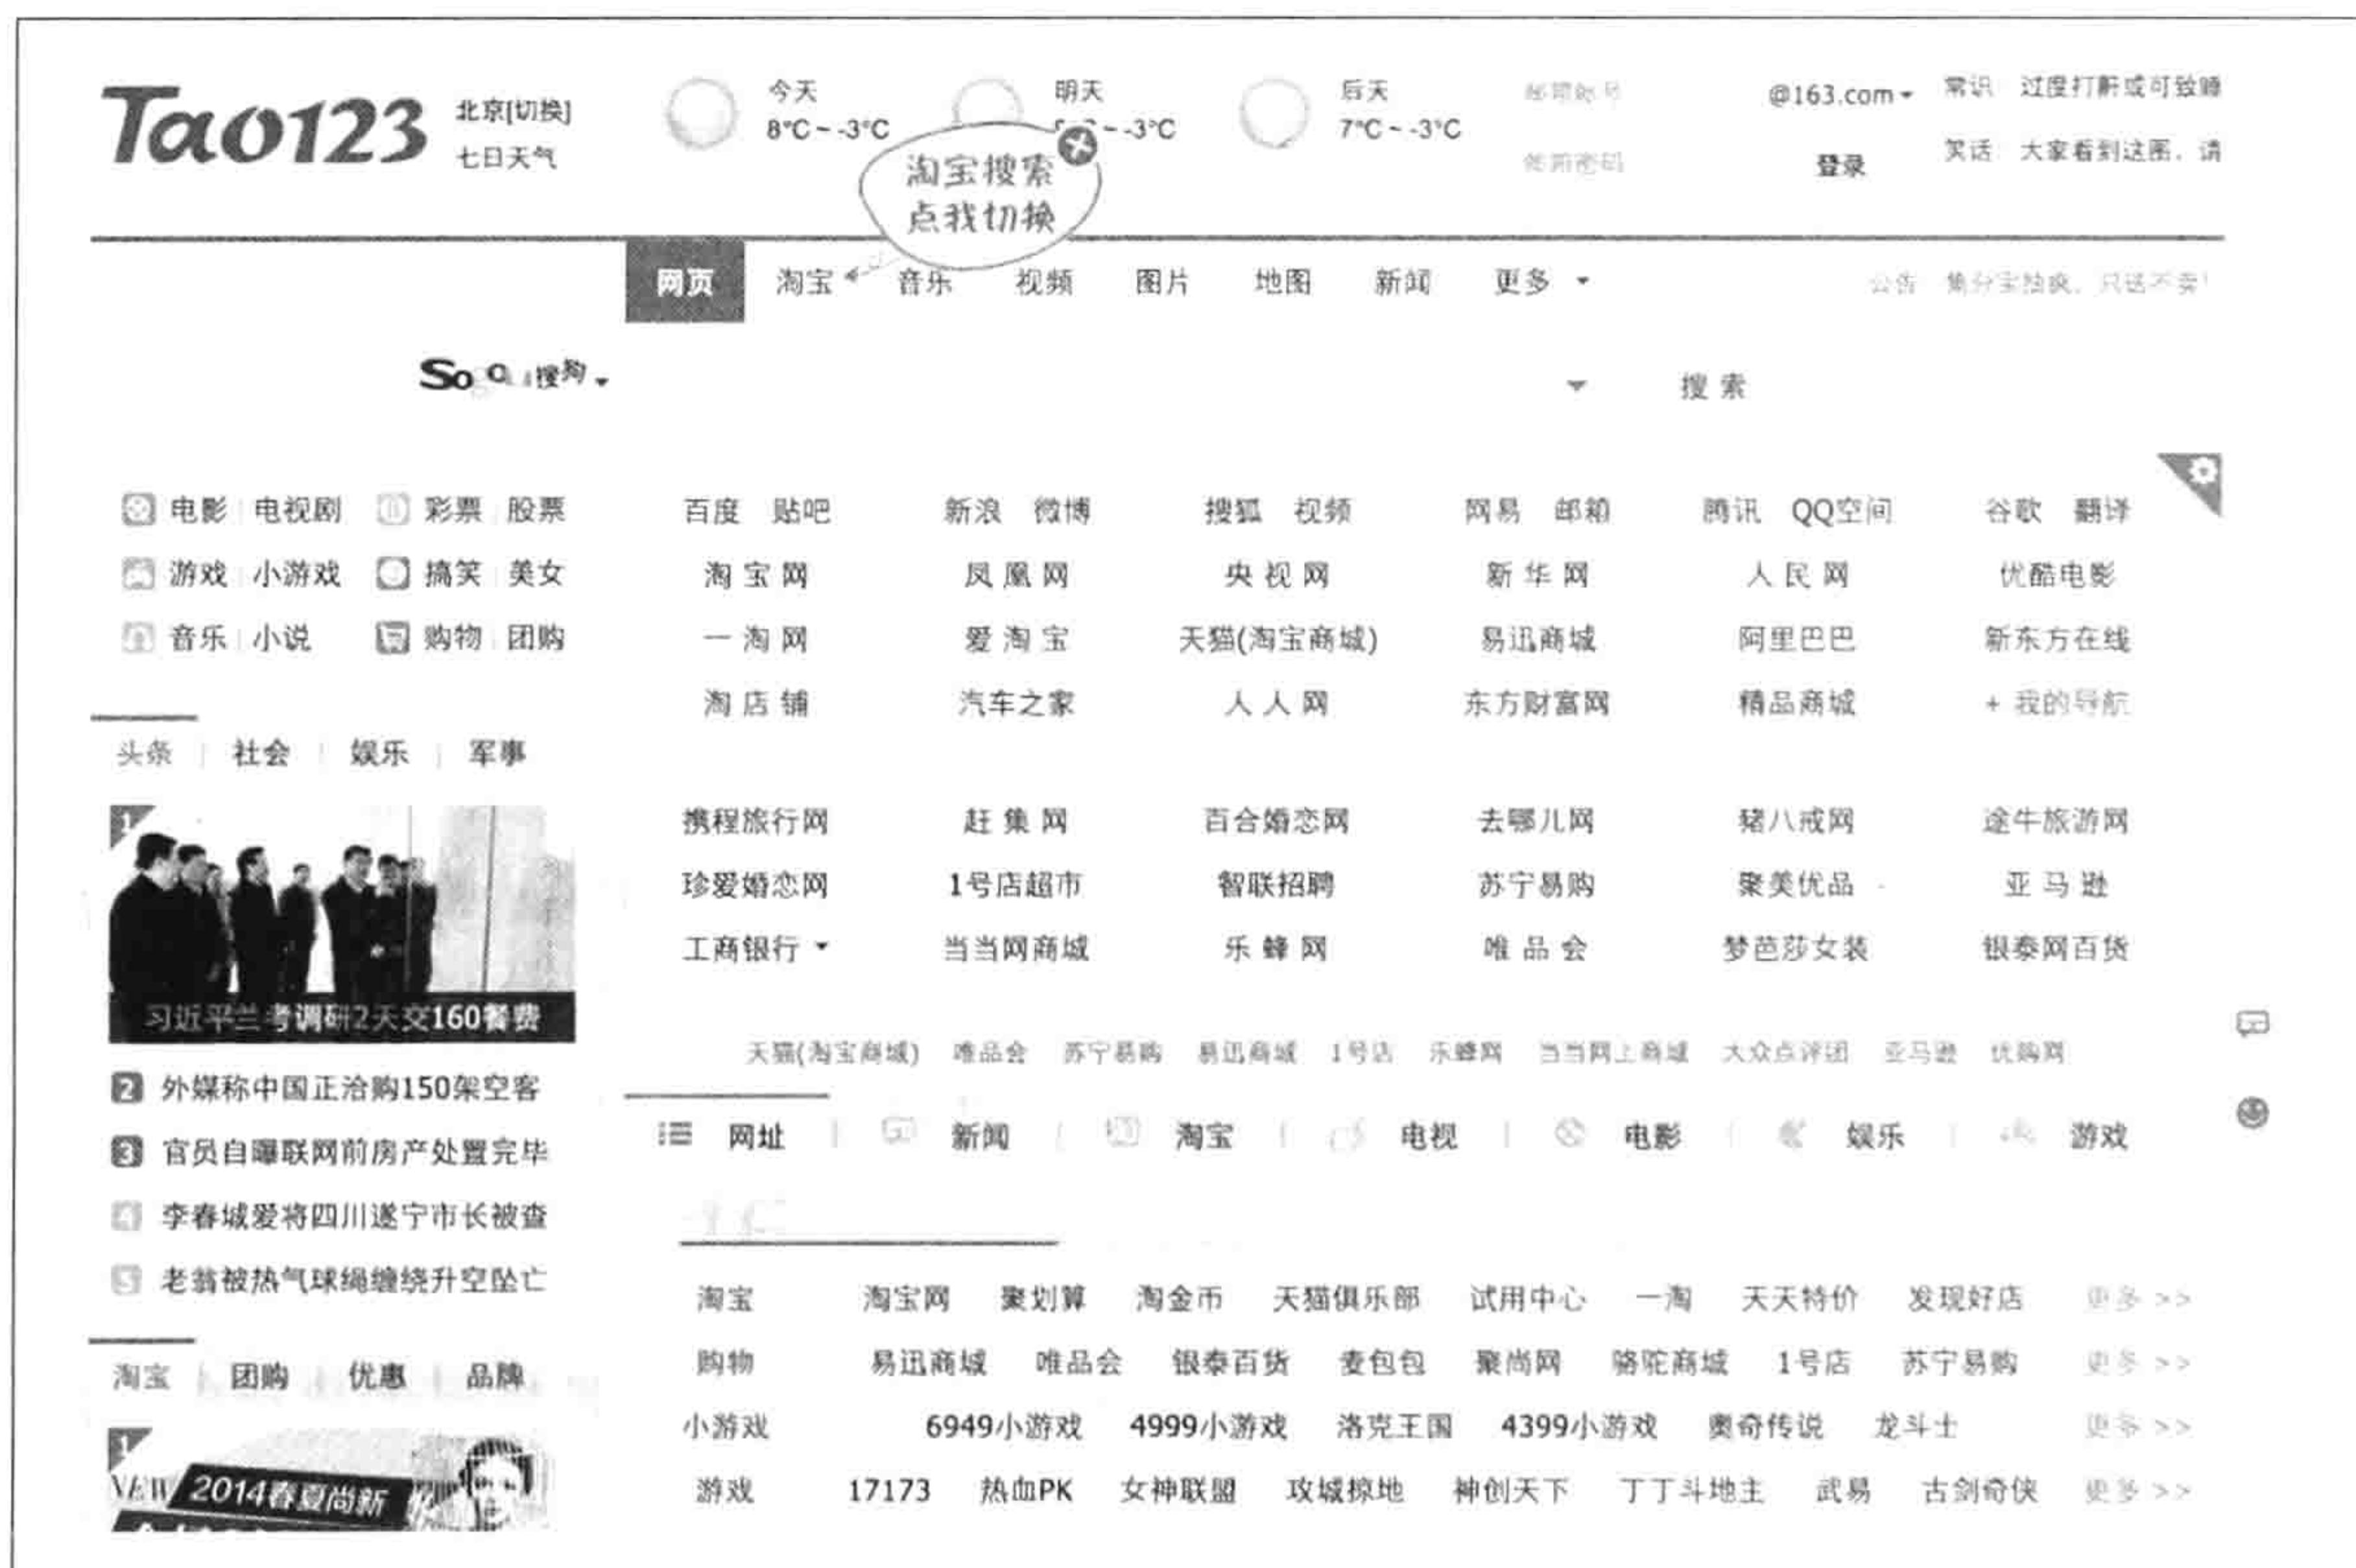 Tao123
北京[切换]
七日天气
今天
8°C ~ -3°C
明天
~ -3°C
后天
7°C ~ -3°C
@163.com
登录
常识 过度打鼾或可致睡
笑话 大家看到这图，请
淘宝搜索
点我切换
网页 淘宝 音乐 视频 图片 地图 新闻 更多
公告 集分宝抽疯，只送不卖!
Sogou搜狗
搜 索
电影 电视剧 彩票 股票
游戏 小游戏 搞笑 美女
音乐 小说 购物 团购
百度 贴吧 新浪 微博 搜狐 视频 网易 邮箱 腾讯 QQ空间 谷歌 翻译
淘 宝 网 凤 凰 网 央 视 网 新 华 网 人 民 网 优酷电影
一 淘 网 爱 淘 宝 天猫(淘宝商城) 易迅商城 阿里巴巴 新东方在线
淘 店 铺 汽车之家 人 人 网 东方财富网 精品商城 + 我的导航
携程旅行网 赶 集 网 百合婚恋网 去哪儿网 猪八戒网 途牛旅游网
珍爱婚恋网 1号店超市 智联招聘 苏宁易购 聚美优品 亚 马 逊
工商银行 当当网商城 乐 蜂 网 唯 品 会 梦芭莎女装 银泰网百货
天猫(淘宝商城) 唯品会 苏宁易购 易迅商城 1号店 乐蜂网 当当网上商城 大众点评团 亚马逊 优购网
头条 社会 娱乐 军事
1
习近平兰考调研2天交160餐费
2 外媒称中国正洽购150架空客
3 官员自曝联网前房产处置完毕
4 李春城爱将四川遂宁市长被查
5 老翁被热气球绳缠绕升空坠亡
淘宝 团购 优惠 品牌
1
NEW 2014春夏尚新
网址 新闻 淘宝 电视 电影 娱乐 游戏
淘宝 淘宝网 聚划算 淘金币 天猫俱乐部 试用中心 一淘 天天特价 发现好店 更多 >>
购物 易迅商城 唯品会 银泰百货 麦包包 聚尚网 骆驼商城 1号店 苏宁易购 更多 >>
小游戏 6949小游戏 4999小游戏 洛克王国 4399小游戏 奥奇传说 龙斗士 更多 >>
游戏 17173 热血PK 女神联盟 攻城掠地 神创天下 丁丁斗地主 武易 古剑奇侠 更多 >>